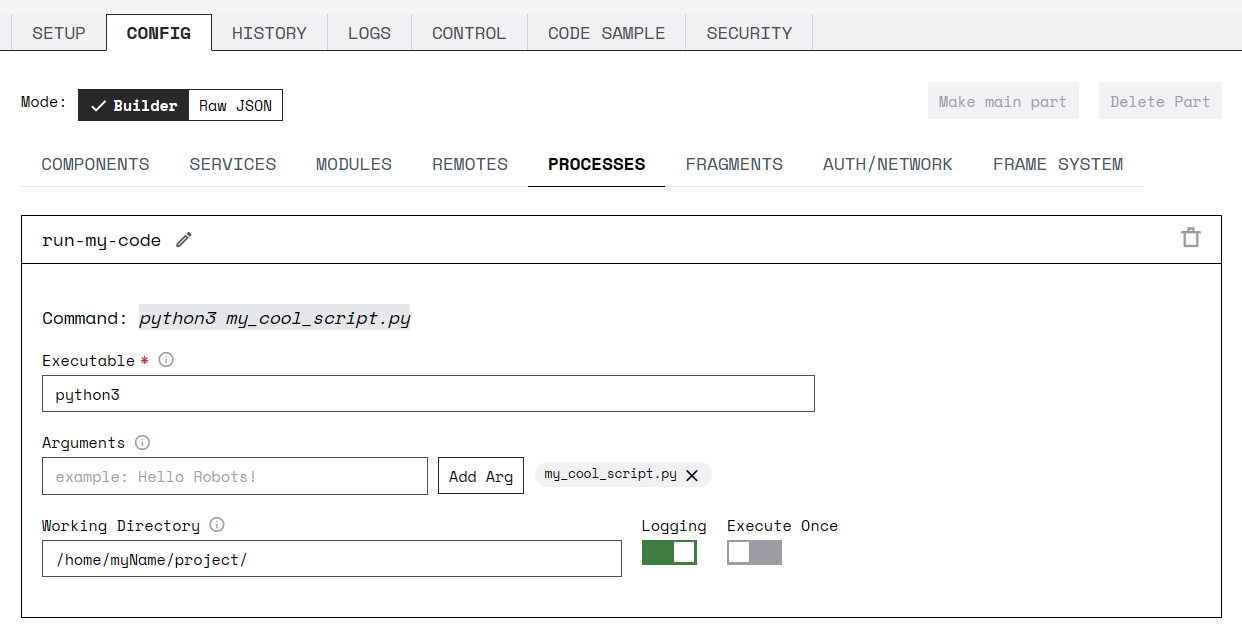 SETUP CONFIG HISTORY LOGS CONTROL CODE SAMPLE SECURITY
Mode: Builder Raw JSON Make main part Delete Part
COMPONENTS SERVICES MODULES REMOTES PROCESSES FRAGMENTS AUTH/NETWORK FRAME SYSTEM
run-my-code
Command: python3 my_cool_script.py
Executable *
python3
Arguments
example: Hello Robots! Add Arg my_cool_script.py
Working Directory Logging Execute Once
/home/myName/project/